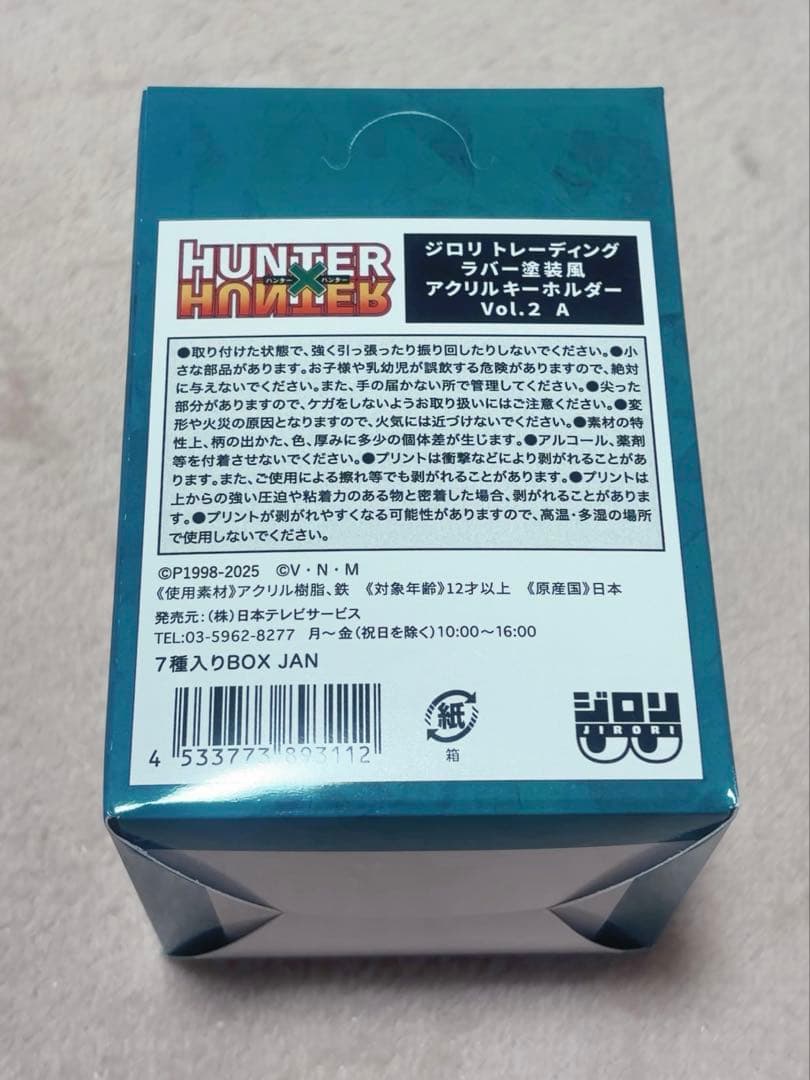 HUNTER
ハンター×ハンター
HUNTER
ジロリ トレーディング
ラバー塗装風
アクリルキーホルダー
Vol.2 A
●取り付けた状態で、強く引っ張ったり振り回したりしないでください。●小
さな部品があります。お子様や乳幼児が誤飲する危険がありますので、絶対
に与えないでください。また、手の届かない所で管理してください。●尖った
部分がありますので、ケガをしないようお取り扱いにはご注意ください。●変
形や火災の原因となりますので、火気には近づけないでください。●素材の特
性上、柄の出かた、色、厚みに多少の個体差が生じます。●アルコール、薬剤
等を付着させないでください。●プリントは衝撃などにより剥がれることがあ
ります。また、ご使用による擦れ等でも剥がれることがあります。●プリントは
上からの強い圧迫や粘着力のある物と密着した場合、剥がれることがありま
す。●プリントが剥がれやすくなる可能性がありますので、高温・多湿の場所
で使用しないでください。
©P1998-2025 ©V・N・M
《使用素材》アクリル樹脂、鉄 《対象年齢》12才以上 《原産国》日本
発売元：(株)日本テレビサービス
TEL:03-5962-8277 月～金(祝日を除く)10:00～16:00
7種入りBOX JAN
4 533773 893112
紙
箱
ジロリ
JIRORI